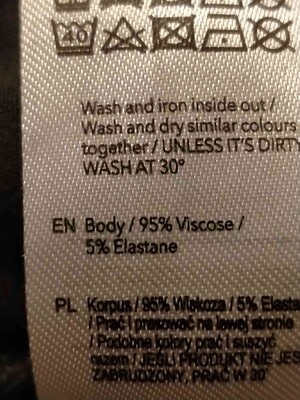 40
Wash and iron inside out /
Wash and dry similar colours
together / UNLESS IT'S DIRTY
WASH AT 30°
EN Body / 95% Viscose /
5% Elastane
PL Korpus / 95% Wiskoza / 5% Elasta
/ Prać i prasować na lewej stronie
/ Podobne kolory prać i suszyć
razem / JEŚLI PRODUKT NIE JES
ZABRUDZONY, PRAĆ W 30°